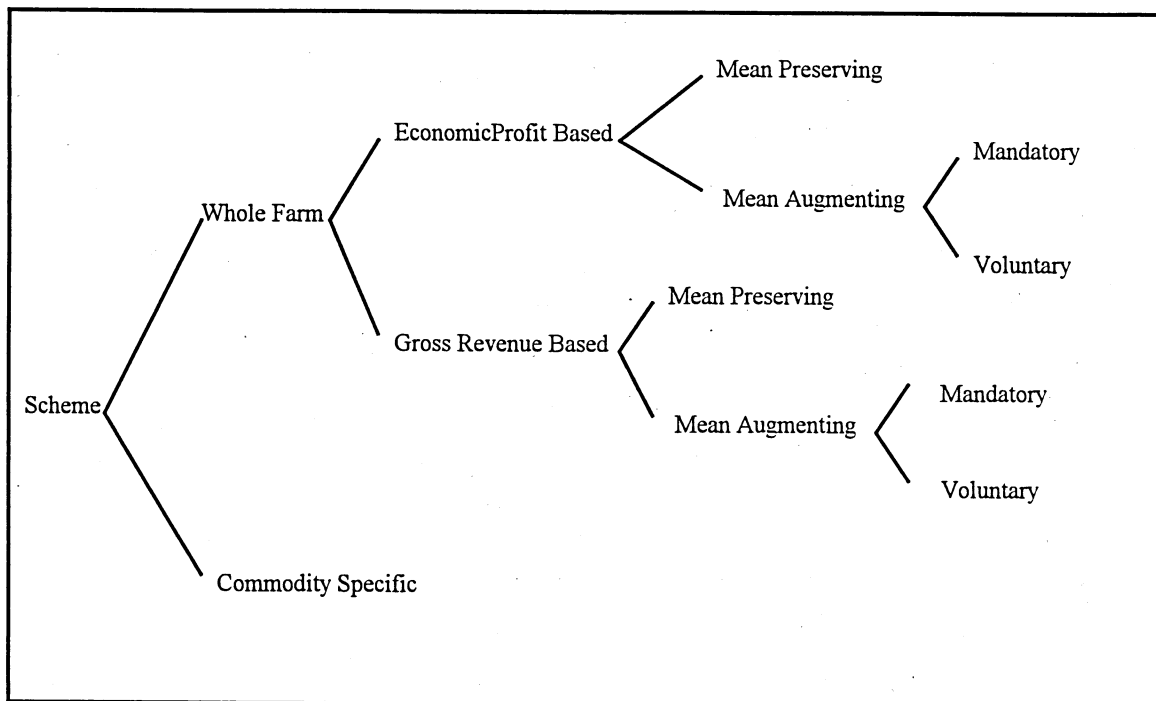 Mean Preserving
EconomicProfit Based
Mandatory
Mean Augmenting
Whole Farm
Voluntary
Mean Preserving
Gross Revenue Based
Mandatory
Scheme
Mean Augmenting
Voluntary
Commodity Specific